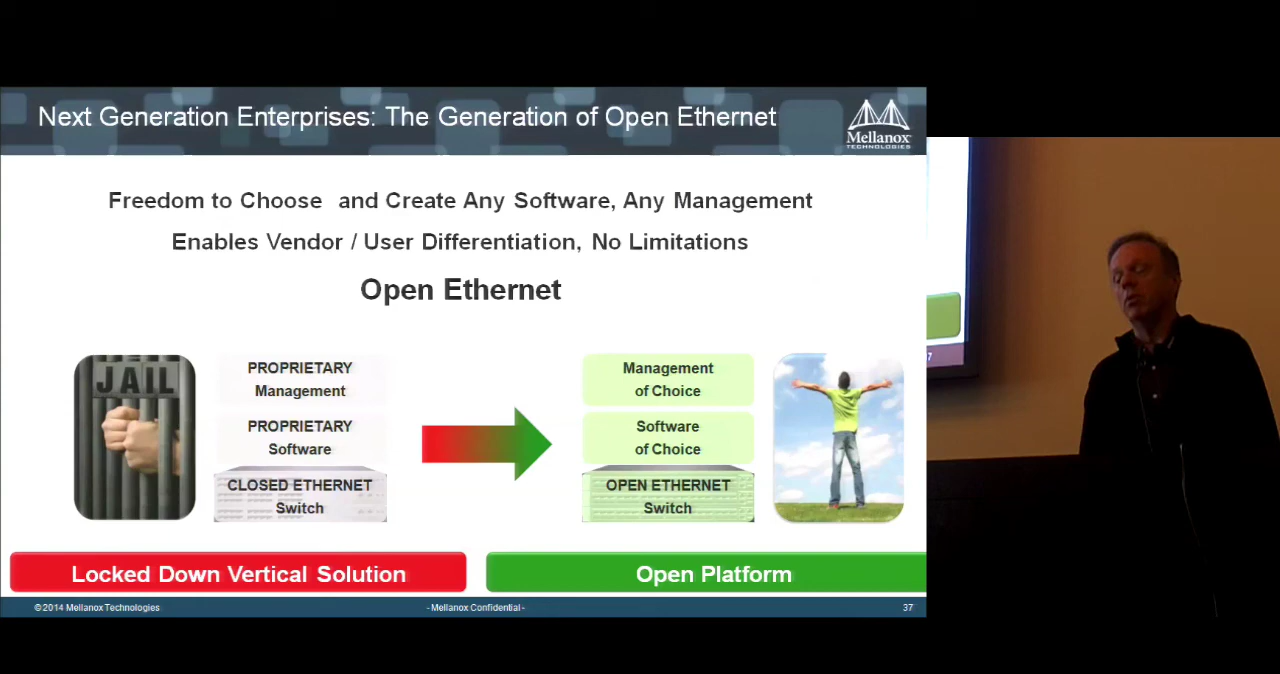 Next Generation Enterprises: The Generation of Open Ethernet
Mellanox
TECHNOLOGIES
Freedom to Choose and Create Any Software, Any Management
Enables Vendor / User Differentiation, No Limitations
Open Ethernet
JAIL
PROPRIETARY
Management
PROPRIETARY
Software
CLOSED ETHERNET
Switch
Management
of Choice
Software
of Choice
OPEN ETHERNET
Switch
Locked Down Vertical Solution
Open Platform
© 2014 Mellanox Technologies
- Mellanox Confidential -
37